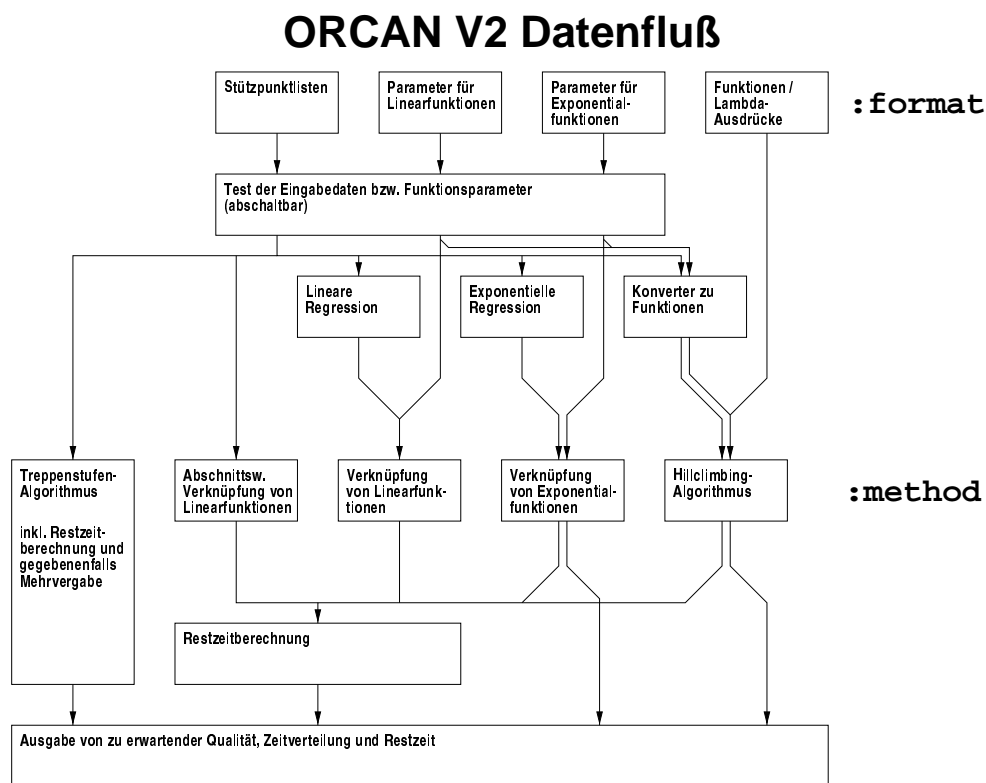 ORCAN V2 Datenfluß
Stützpunktlisten
Parameter für
Linearfunktionen
Parameter für
Exponential-
funktionen
Funktionen /
Lambda-
Ausdrücke
:format
Test der Eingabedaten bzw. Funktionsparameter
(abschaltbar)
Lineare
Regression
Exponentielle
Regression
Konverter zu
Funktionen
Treppenstufen-
Algorithmus
inkl. Restzeit-
berechnung und
gegebenenfalls
Mehrvergabe
Abschnittsw.
Verknüpfung von
Linearfunktionen
Verknüpfung
von Linearfunk-
tionen
Verknüpfung
von Exponential-
funktionen
Hillclimbing-
Algorithmus
:method
Restzeitberechnung
Ausgabe von zu erwartender Qualität, Zeitverteilung und Restzeit